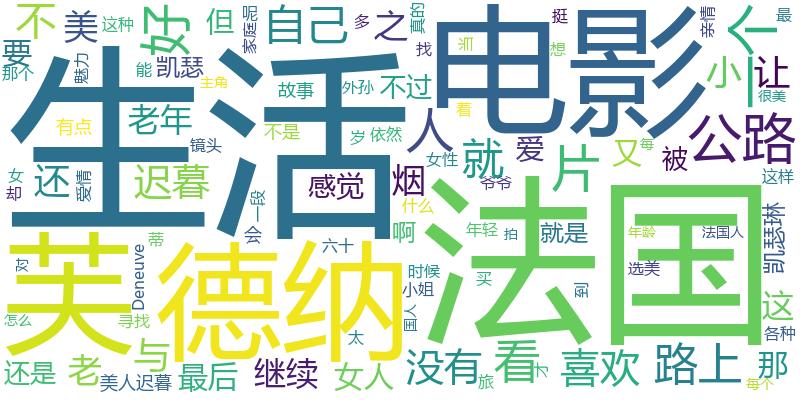 不
美
这种
好
但
自己
家庭呢
多
之
真的
挺
电影
个
亲情
最
要
那个
魅力
能
凯瑟
主角
故事
外孙
不过
找
江
想
小
让
很美
生活
有点
老年
镜头
不是
岁
依然
人
就
爱
片
着
又
每
被
公路
女
却
还
爱情
迟暮
一段
感觉
烟
女性
爷爷
这样
什么
法国
芙
德纳
蒂
Deneuve
会
六十
啊
年轻
拍
就是
年龄
法国人
凯瑟琳
对
时候
小姐
国人
买
到
选美
这
各种
怎么
寻找
太
还是
老
与
美人迟暮
最后
继续
女人
没有
看
旅
才
喜欢
路上
那
每个